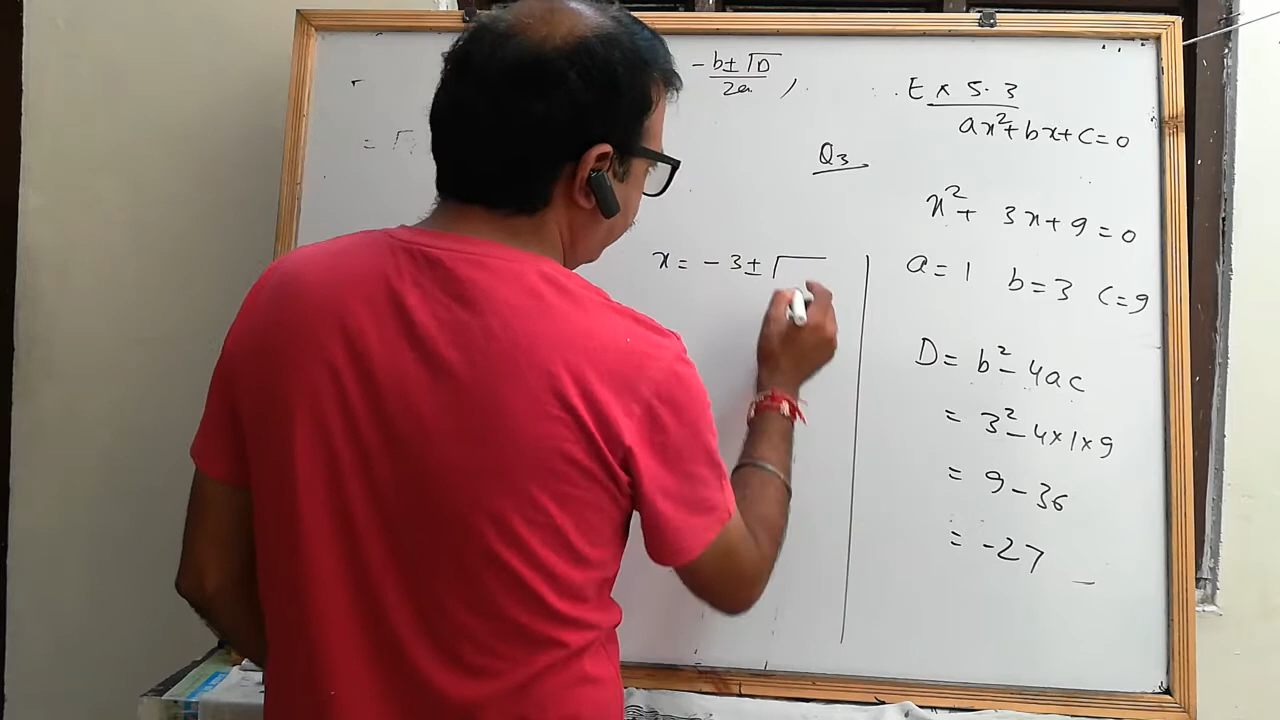 -b±√D
2a ,
Ex 5.3
ax²+bx+c=0
Q3
x²+ 3x+9=0
x= -3±√
a=1 b=3 c=9
D= b²-4ac
= 3²-4×1×9
= 9-36
= -27